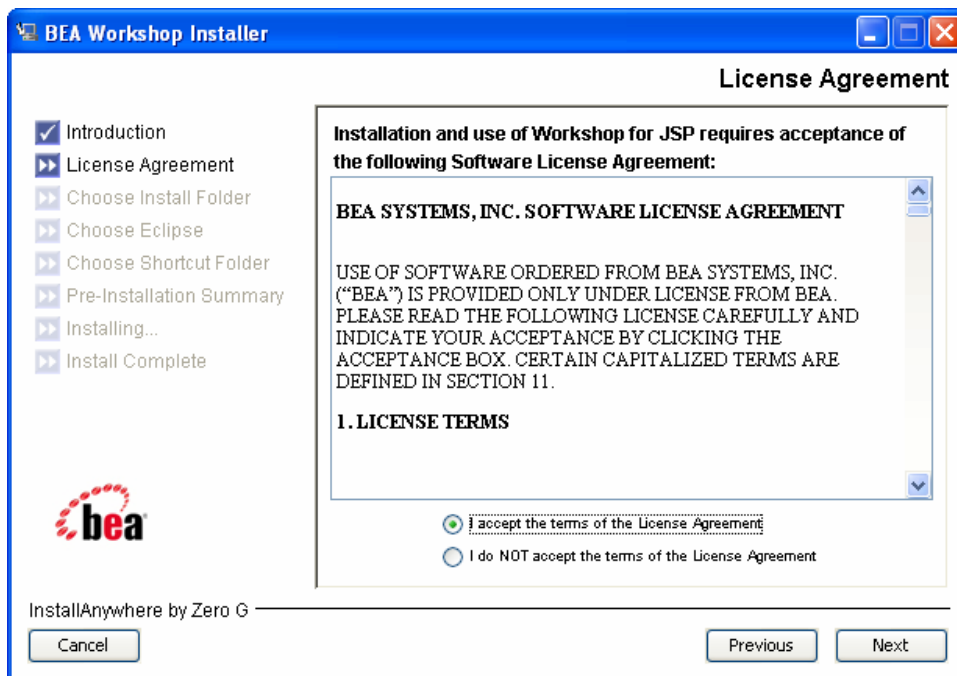 BEA Workshop Installer
License Agreement
Introduction
License Agreement
Choose Install Folder
Choose Eclipse
Choose Shortcut Folder
Pre-Installation Summary
Installing...
Install Complete
Installation and use of Workshop for JSP requires acceptance of
the following Software License Agreement:
BEA SYSTEMS, INC. SOFTWARE LICENSE AGREEMENT
USE OF SOFTWARE ORDERED FROM BEA SYSTEMS, INC.
(“BEA”) IS PROVIDED ONLY UNDER LICENSE FROM BEA.
PLEASE READ THE FOLLOWING LICENSE CAREFULLY AND
INDICATE YOUR ACCEPTANCE BY CLICKING THE
ACCEPTANCE BOX. CERTAIN CAPITALIZED TERMS ARE
DEFINED IN SECTION 11.
1. LICENSE TERMS
I accept the terms of the License Agreement
I do NOT accept the terms of the License Agreement
bea
InstallAnywhere by Zero G
Cancel
Previous
Next